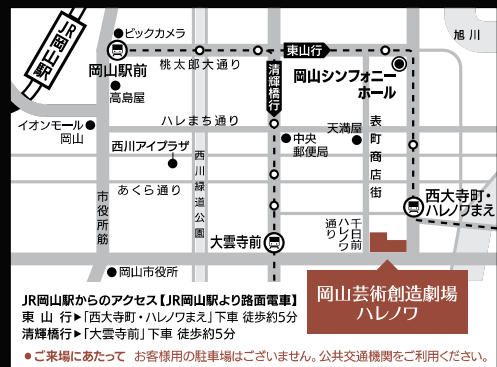 JR岡山駅
ビックカメラ
岡山駅前
高島屋
桃太郎大通り
東山行
清輝橋行
旭川
岡山シンフォニー
ホール
イオンモール
岡山
ハレまち通り
西川アイプラザ
中央
郵便局
天満屋
表町商店街
あくら通り
市役所筋
西川緑道公園
西大寺町・
ハレノワまえ
大雲寺前
千日前
ハレノワ
通り
岡山市役所
岡山芸術創造劇場
ハレノワ
JR岡山駅からのアクセス【JR岡山駅より路面電車】
東山行▶「西大寺町・ハレノワまえ」下車 徒歩約5分
清輝橋行▶「大雲寺前」下車 徒歩約5分
●ご来場にあたって お客様用の駐車場はございません。公共交通機関をご利用ください。